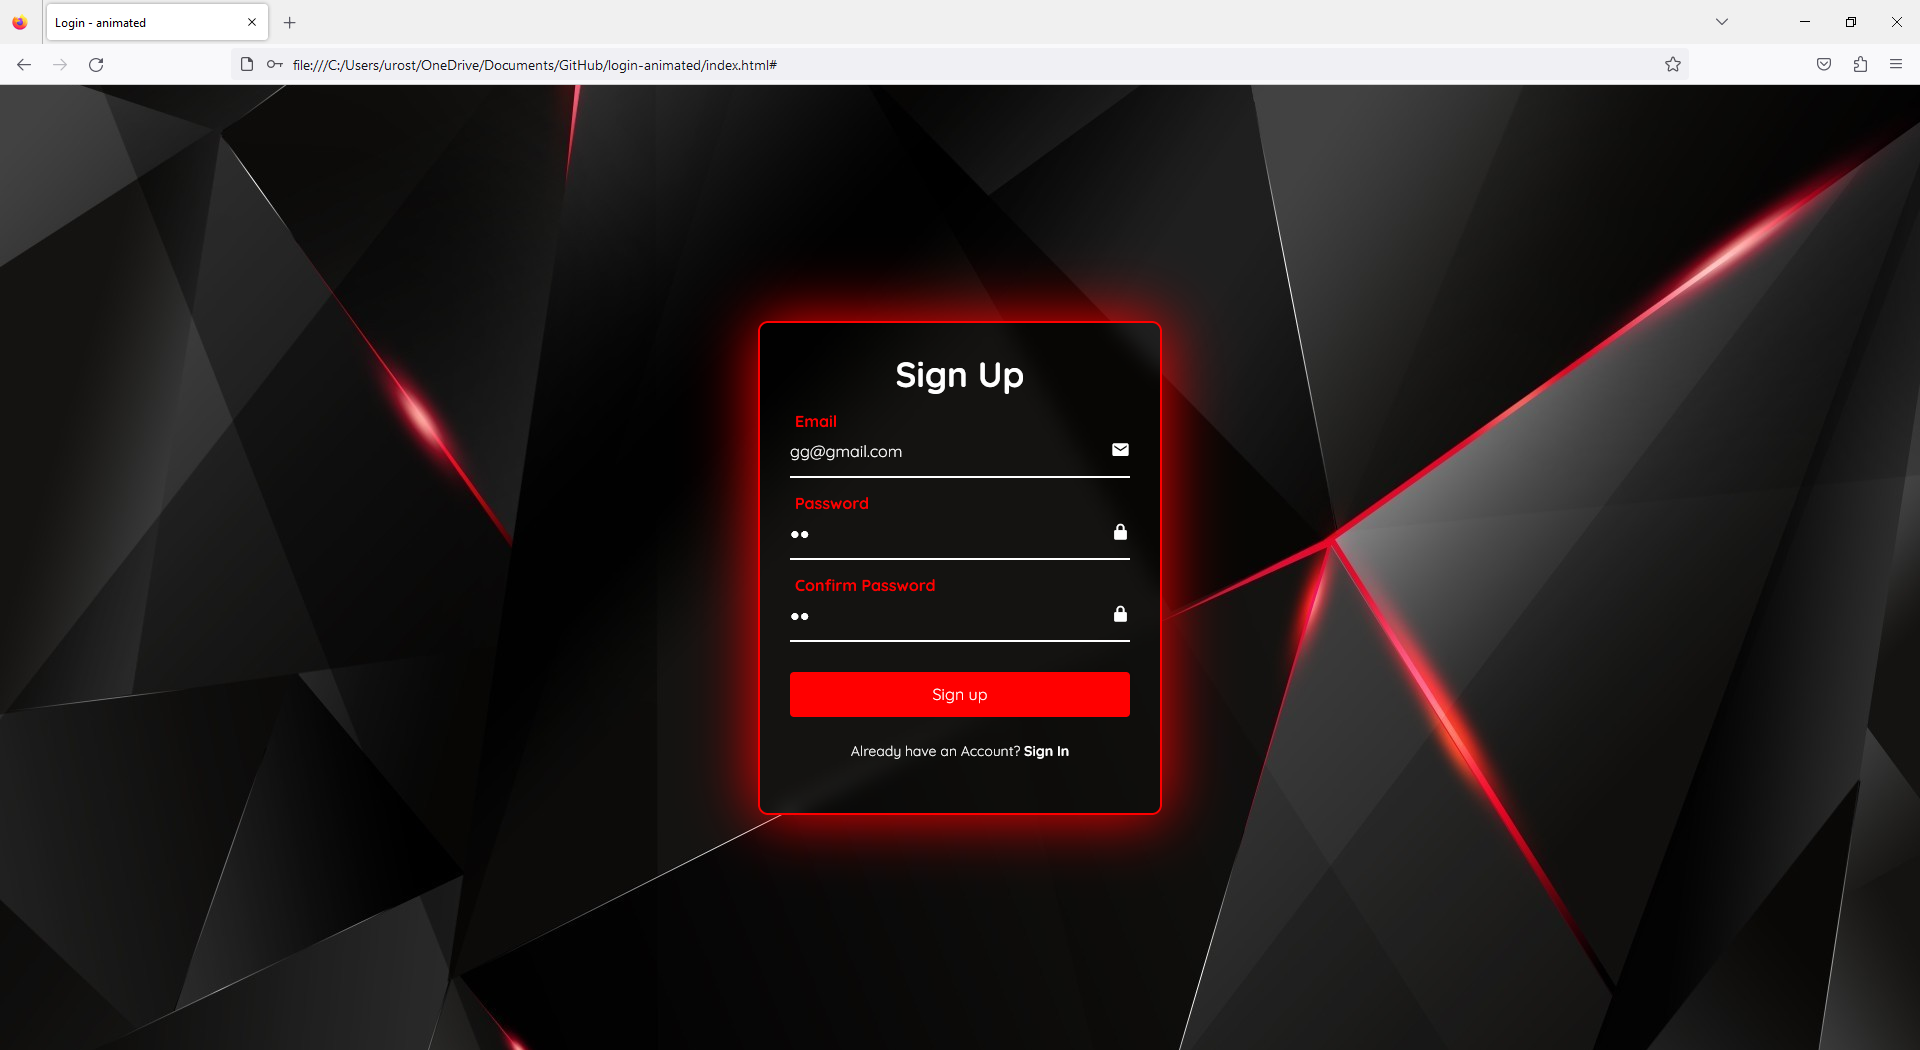 Login - animated
file:///C:/Users/urost/OneDrive/Documents/GitHub/login-animated/index.html#
Sign Up
Email
gg@gmail.com
Password
Confirm Password
Sign up
Already have an Account? Sign In